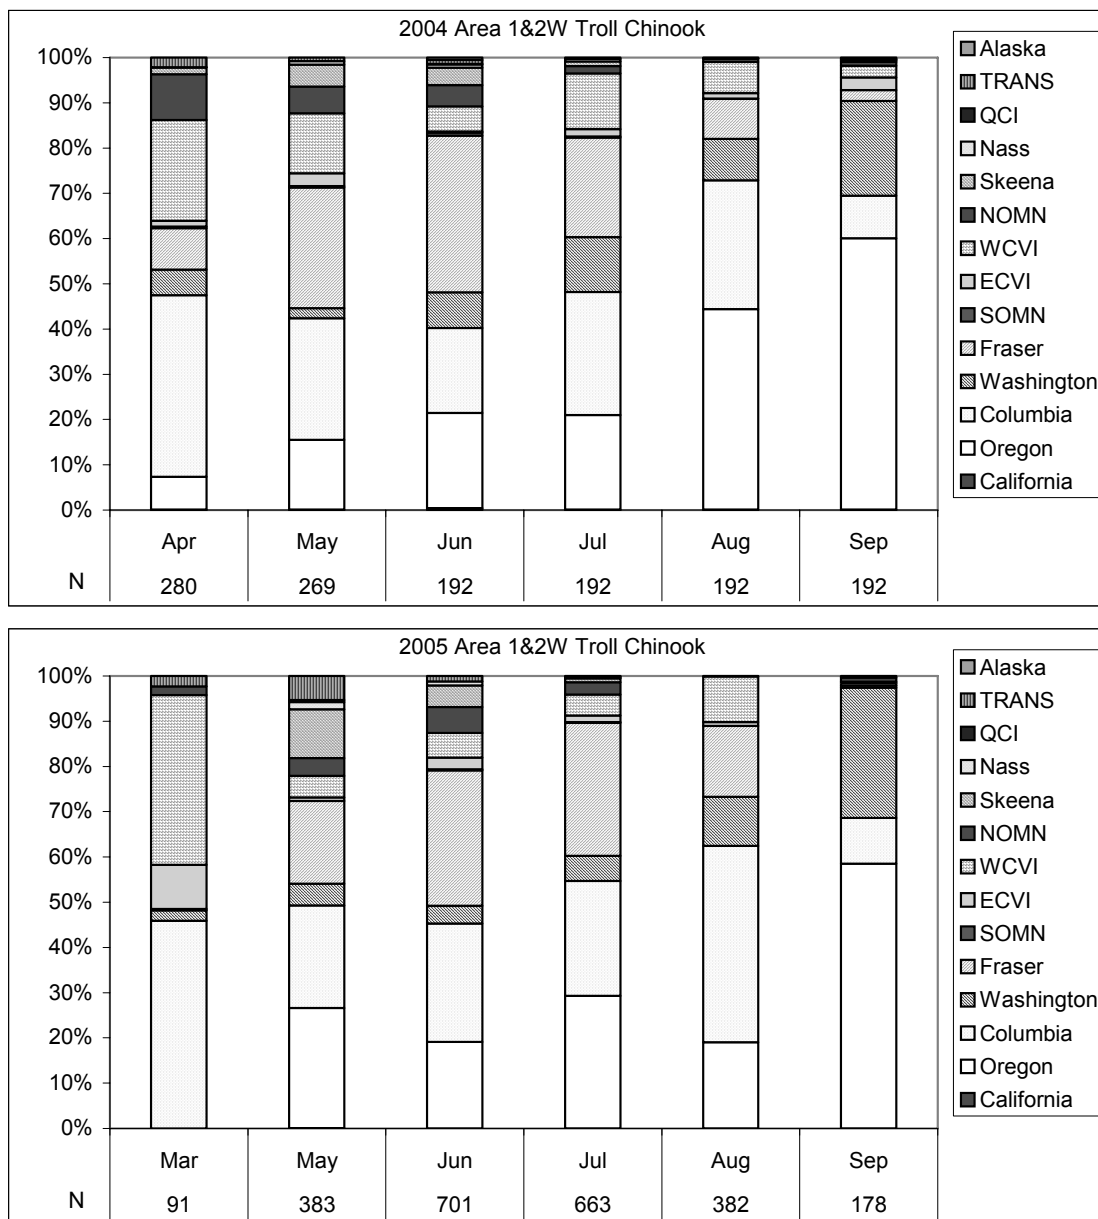 2004 Area 1&2W Troll Chinook
100%
90%
80%
70%
60%
50%
40%
30%
20%
10%
0%
Apr May Jun Jul Aug Sep
N 280 269 192 192 192 192
Alaska
TRANS
QCI
Nass
Skeena
NOMN
WCVI
ECVI
SOMN
Fraser
Washington
Columbia
Oregon
California
2005 Area 1&2W Troll Chinook
100%
90%
80%
70%
60%
50%
40%
30%
20%
10%
0%
Mar May Jun Jul Aug Sep
N 91 383 701 663 382 178
Alaska
TRANS
QCI
Nass
Skeena
NOMN
WCVI
ECVI
SOMN
Fraser
Washington
Columbia
Oregon
California